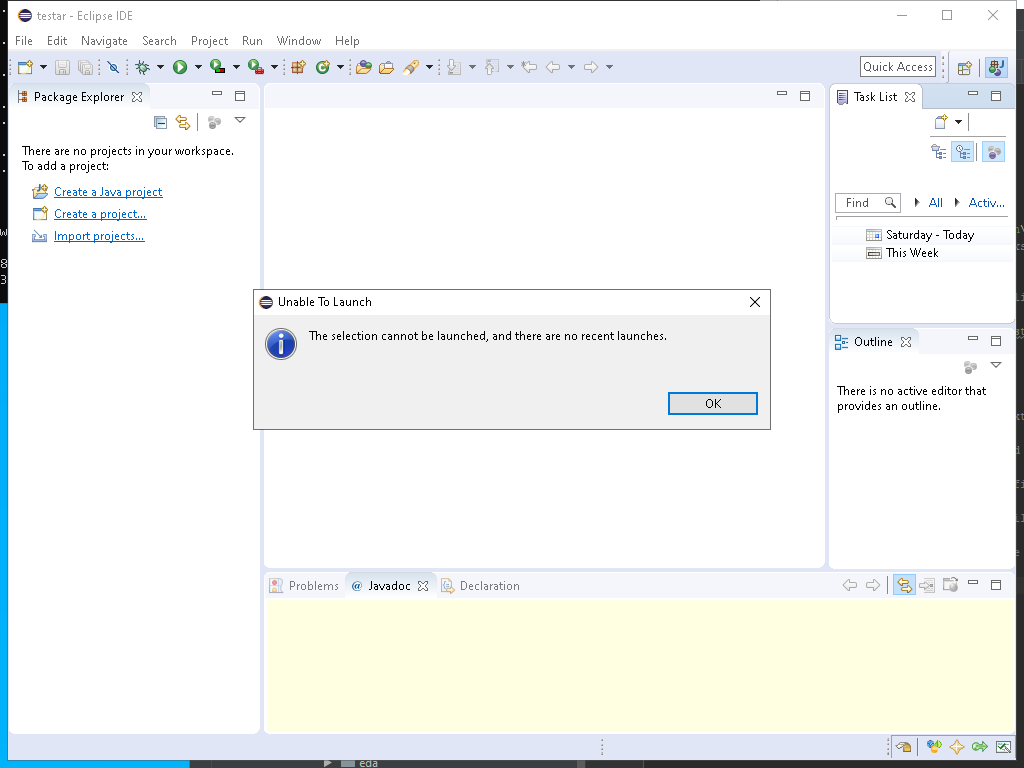 testar - Eclipse IDE
File Edit Navigate Search Project Run Window Help
Quick Access
Package Explorer
There are no projects in your workspace.
To add a project:
Create a Java project
Create a project...
Import projects...
Task List
Find All Activ...
Saturday - Today
This Week
Unable To Launch
The selection cannot be launched, and there are no recent launches.
OK
Outline
There is no active editor that
provides an outline.
Problems @ Javadoc Declaration
eda